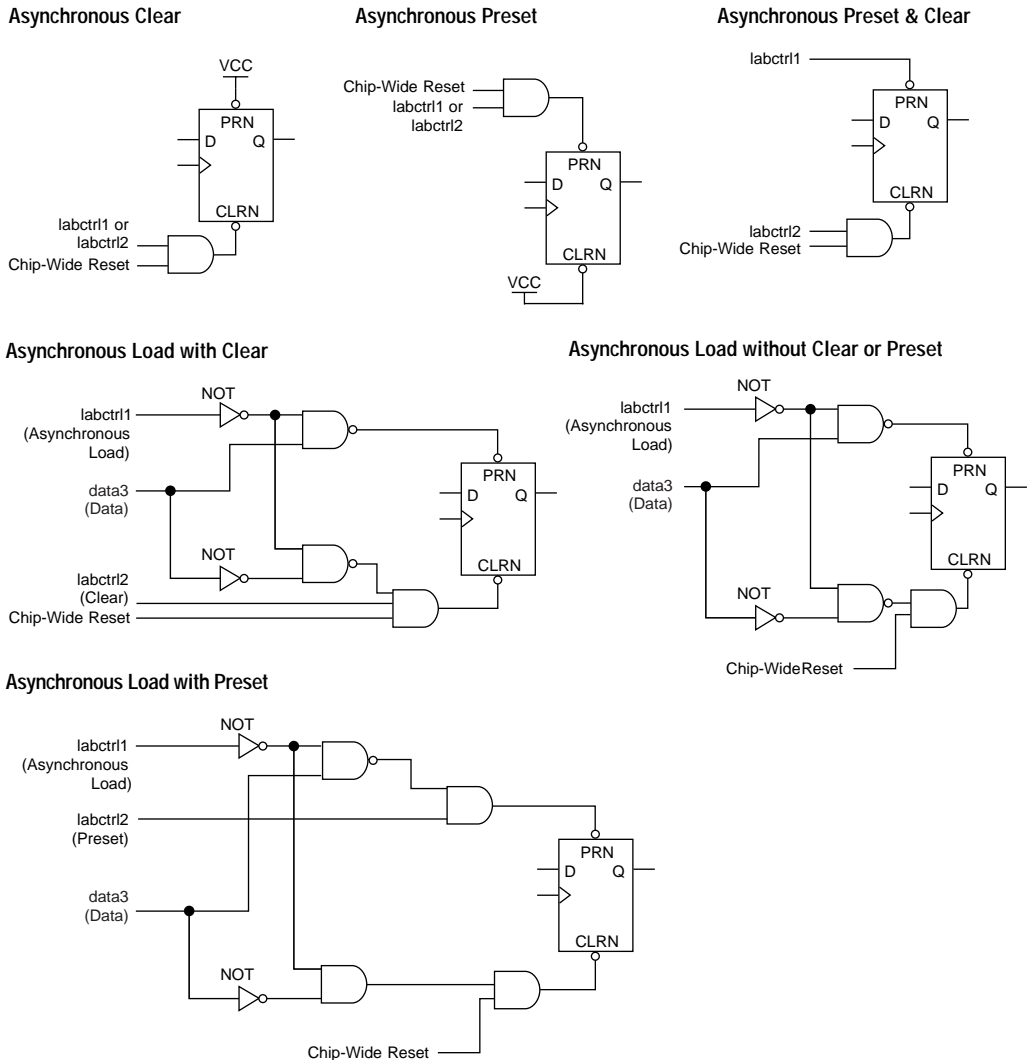 Asynchronous Clear
VCC
PRN
D Q
CLRN
labctrl1 or
labctrl2
Chip-Wide Reset
Asynchronous Preset
Chip-Wide Reset
labctrl1 or
labctrl2
PRN
D Q
CLRN
VCC
Asynchronous Preset & Clear
labctrl1
PRN
D Q
CLRN
labctrl2
Chip-Wide Reset
Asynchronous Load with Clear
NOT
labctrl1
(Asynchronous
Load)
PRN
D Q
data3
(Data)
NOT
CLRN
labctrl2
(Clear)
Chip-Wide Reset
Asynchronous Load without Clear or Preset
NOT
labctrl1
(Asynchronous
Load)
PRN
D Q
data3
(Data)
CLRN
NOT
Chip-WideReset
Asynchronous Load with Preset
NOT
labctrl1
(Asynchronous
Load)
labctrl2
(Preset)
PRN
D Q
data3
(Data)
CLRN
NOT
Chip-Wide Reset